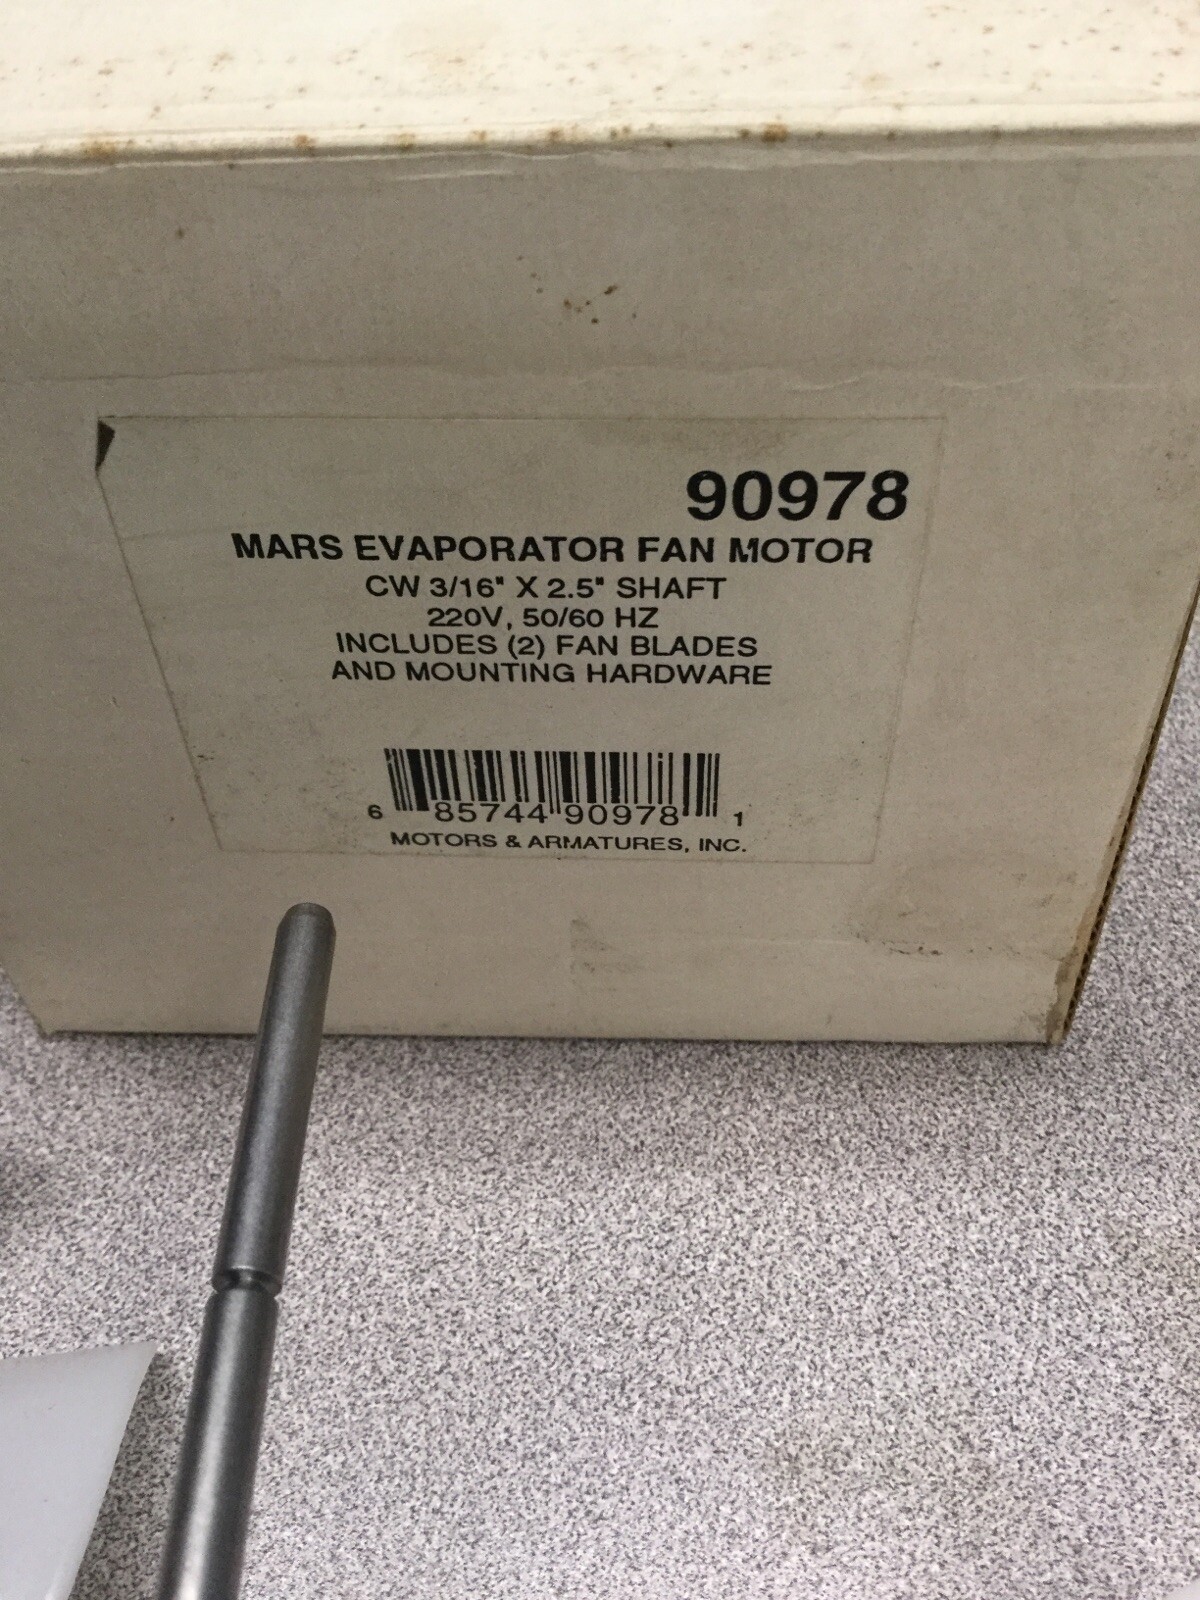 90978
MARS EVAPORATOR FAN MOTOR
CW 3/16" X 2.5" SHAFT
220V, 50/60 HZ
INCLUDES (2) FAN BLADES
AND MOUNTING HARDWARE
6 85744 90978 1
MOTORS & ARMATURES, INC.